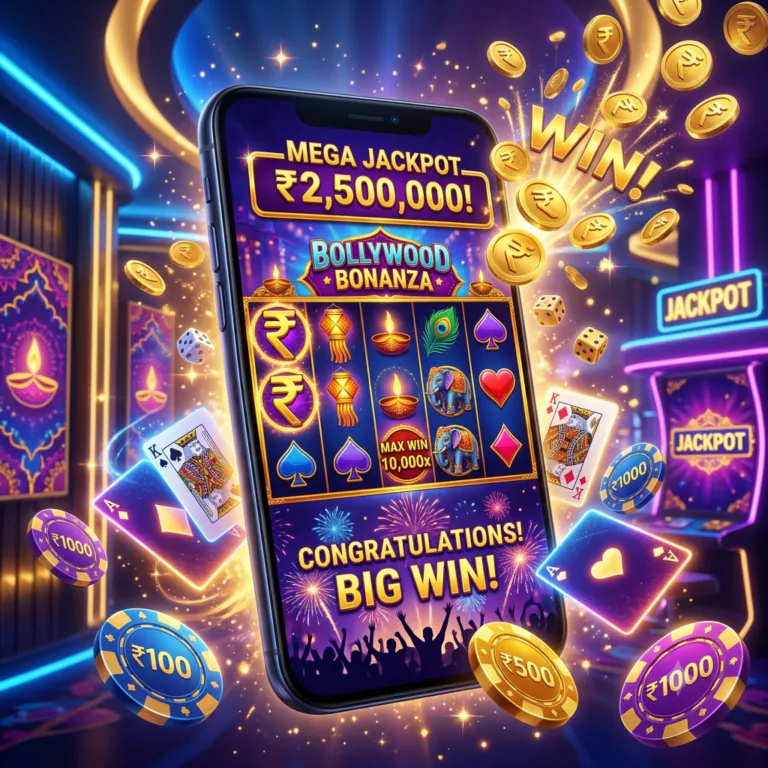 MEGA JACKPOT
₹2,500,000!
WIN!
BOLLYWOOD
BONANZA
JACKPOT
₹
₹
MAX WIN
10,000x
JACKPOT
K
K
A
A
A
₹1000
₹1000
CONGRATULATIONS!
BIG WIN!
₹100
₹500
₹1000